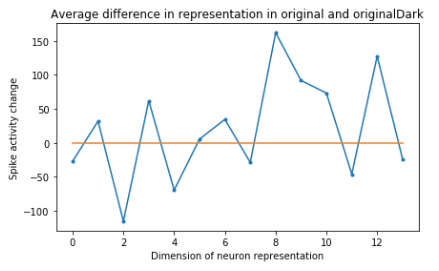 Average difference in representation in original and originalDark
150
100
50
0
−50
−100
0 2 4 6 8 10 12
Spike activity change
Dimension of neuron representation